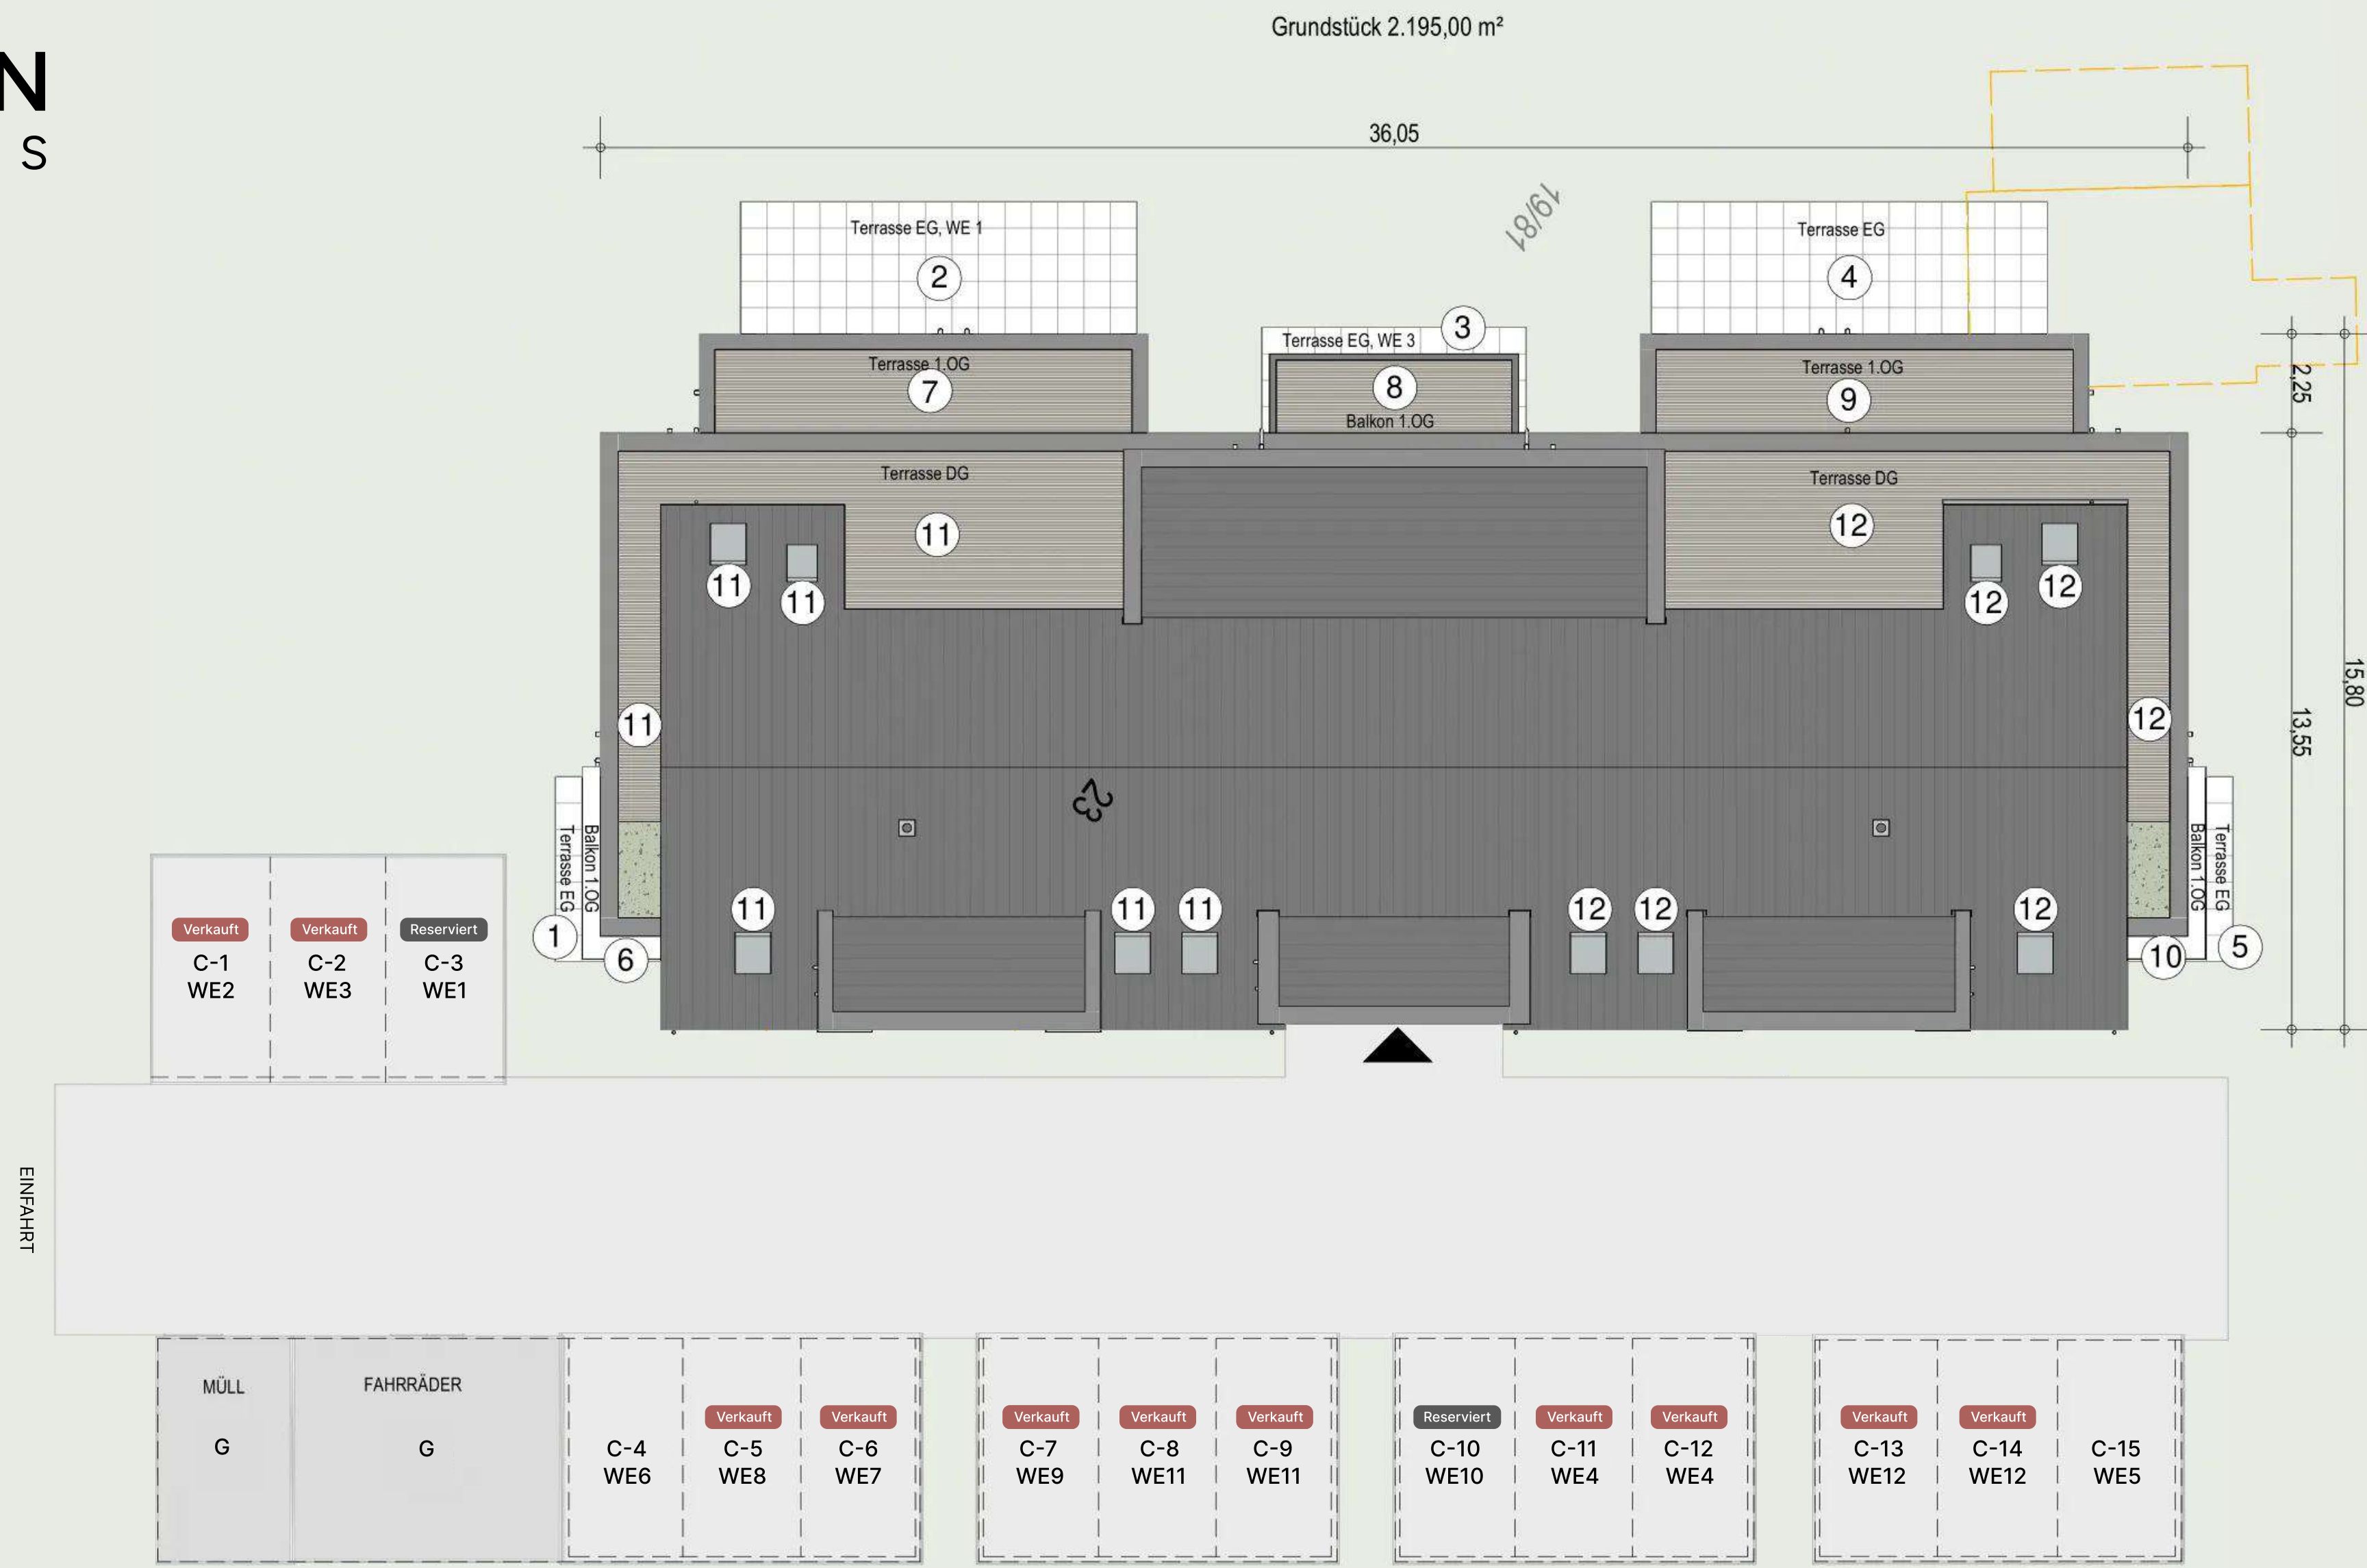 Grundstück 2.195,00 m²
N
S
36,05
19/81
Terrasse EG, WE 1
2
Terrasse EG
4
Terrasse EG, WE 3
3
Terrasse 1.OG
7
8
Balkon 1.OG
Terrasse 1.OG
9
2,25
Terrasse DG
11
Terrasse DG
12
11
11
12
12
11
12
15,80
13,55
23
Terrasse EG
Balkon 1.OG
Balkon 1.OG
Terrasse EG
1
6
11
11
11
12
12
12
10
5
Verkauft
C-1
WE2
Verkauft
C-2
WE3
Reserviert
C-3
WE1
EINFAHRT
MÜLL
G
FAHRRÄDER
G
C-4
WE6
Verkauft
C-5
WE8
Verkauft
C-6
WE7
Verkauft
C-7
WE9
Verkauft
C-8
WE11
Verkauft
C-9
WE11
Reserviert
C-10
WE10
Verkauft
C-11
WE4
Verkauft
C-12
WE4
Verkauft
C-13
WE12
Verkauft
C-14
WE12
C-15
WE5